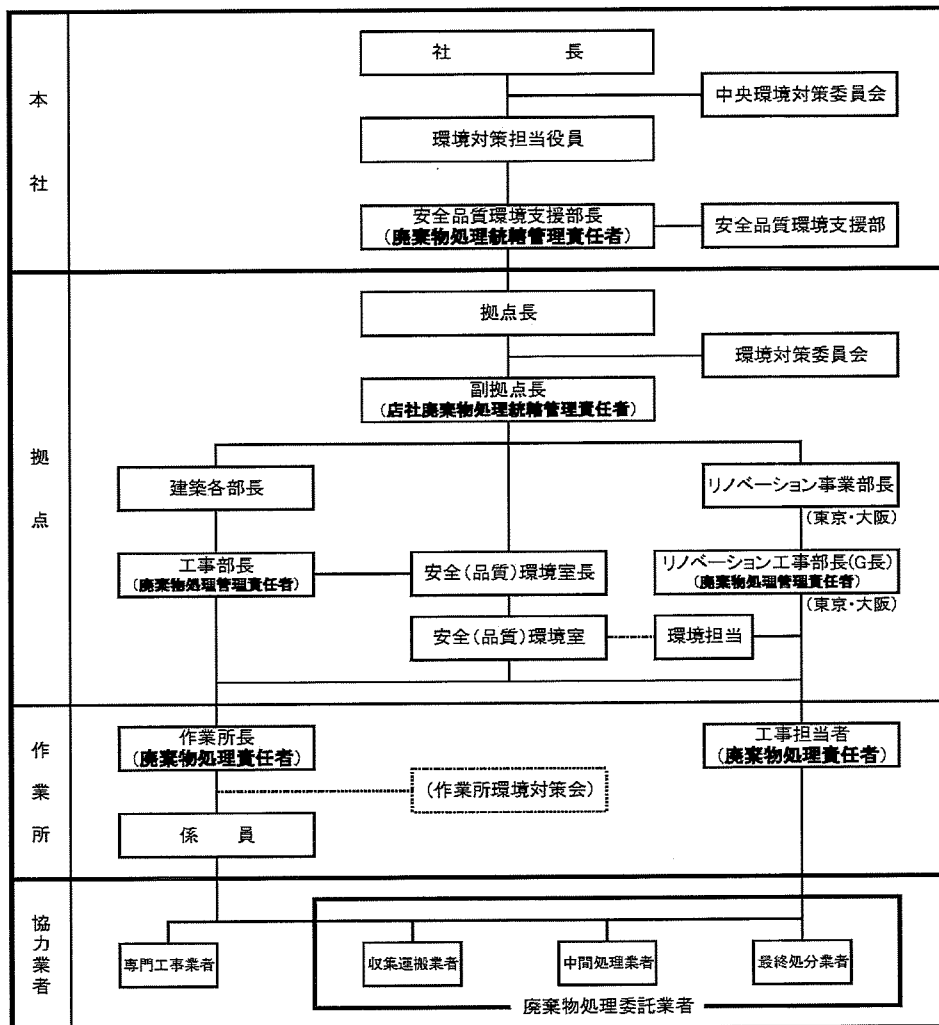 本社
社長
中央環境対策委員会
環境対策担当役員
安全品質環境支援部長
(廃棄物処理統轄管理責任者)
安全品質環境支援部
拠点
拠点長
環境対策委員会
副拠点長
(店社廃棄物処理統轄管理責任者)
建築各部長
リノベーション事業部長
(東京・大阪)
工事部長
(廃棄物処理管理責任者)
安全(品質)環境室長
リノベーション工事部長(G長)
(廃棄物処理管理責任者)
(東京・大阪)
安全(品質)環境室
環境担当
作業所
作業所長
(廃棄物処理責任者)
工事担当者
(廃棄物処理責任者)
(作業所環境対策会)
係員
協力業者
専門工事業者
収集運搬業者
中間処理業者
最終処分業者
廃棄物処理委託業者